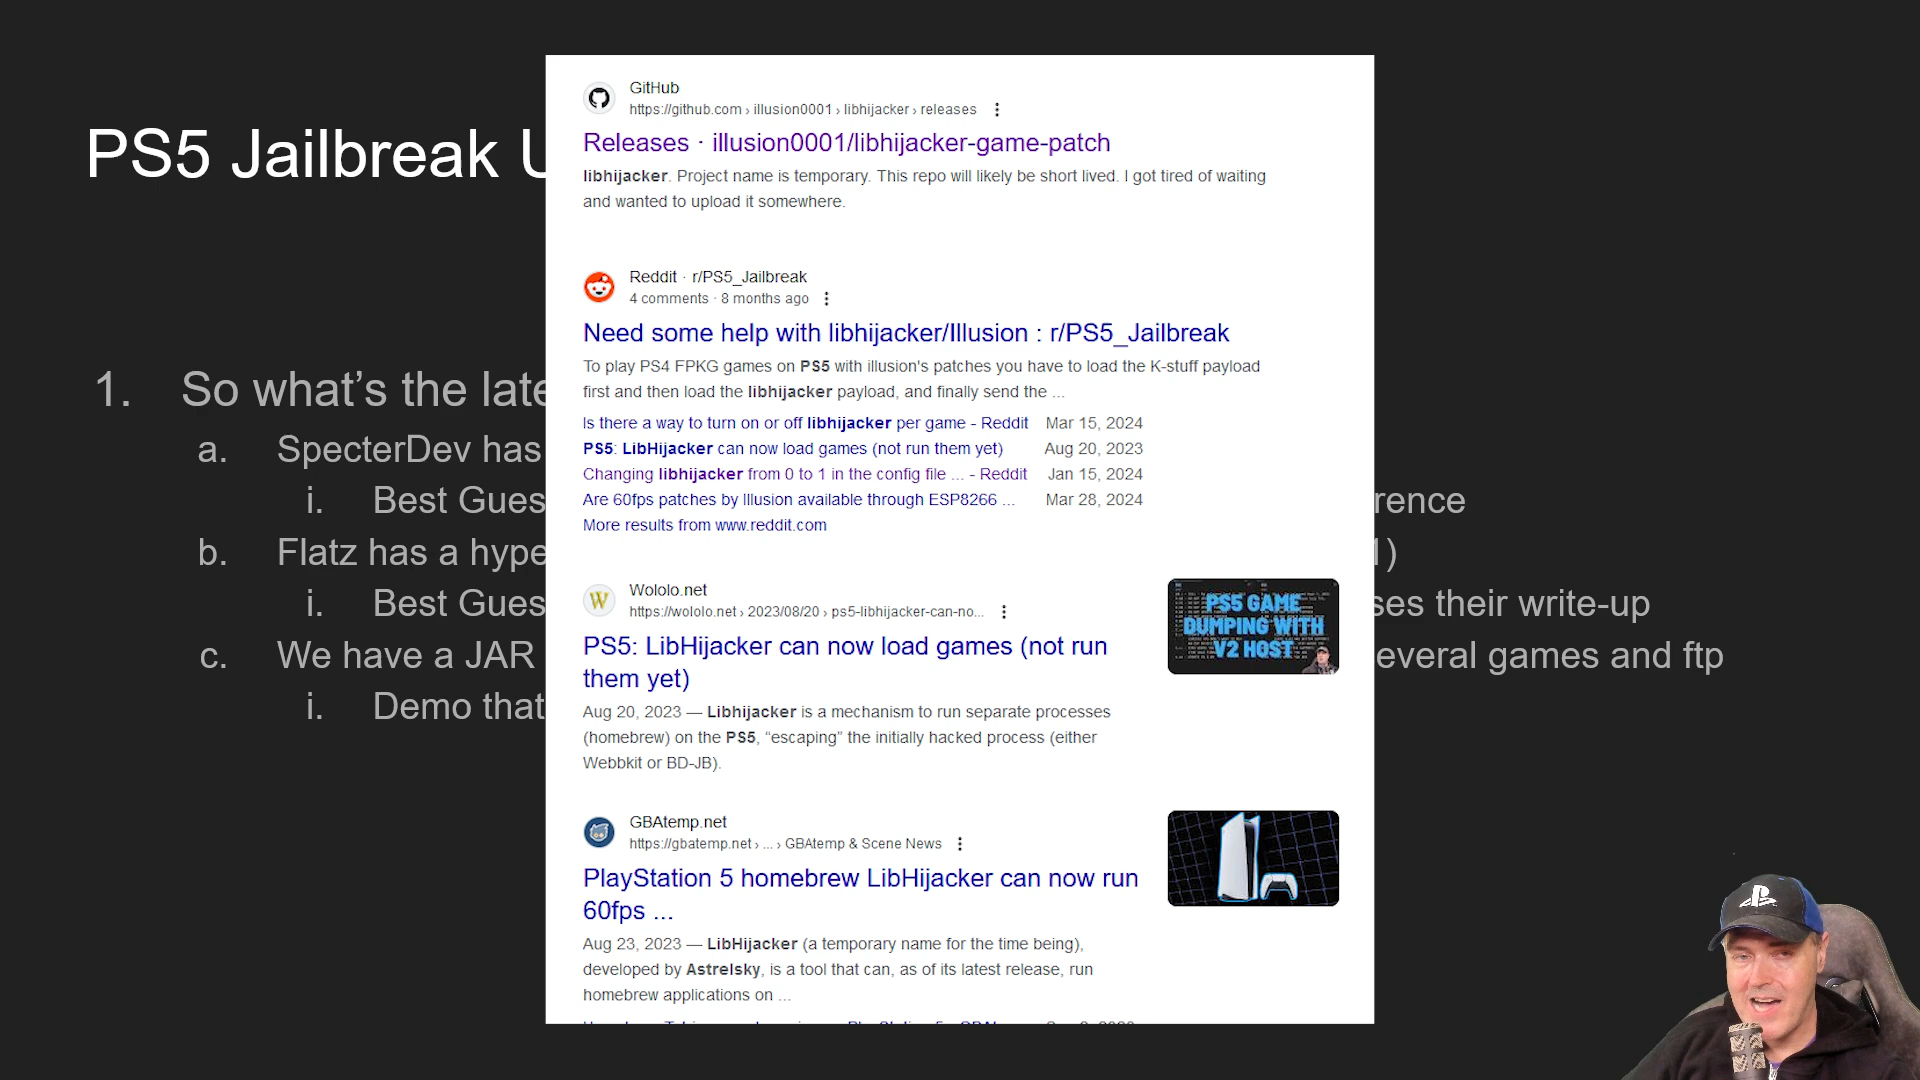 PS5 Jailbreak U
1. So what's the late
a. SpecterDev has
i. Best Gues
rence
b. Flatz has a hype
1)
i. Best Gues
ses their write-up
c. We have a JAR
everal games and ftp
i. Demo that
GitHub
https://github.com › illusion0001 › libhijacker › releases
Releases · illusion0001/libhijacker-game-patch
libhijacker. Project name is temporary. This repo will likely be short lived. I got tired of waiting
and wanted to upload it somewhere.
Reddit · r/PS5_Jailbreak
4 comments · 8 months ago
Need some help with libhijacker/Illusion : r/PS5_Jailbreak
To play PS4 FPKG games on PS5 with illusion's patches you have to load the K-stuff payload
first and then load the libhijacker payload, and finally send the ...
Is there a way to turn on or off libhijacker per game - Reddit Mar 15, 2024
PS5: LibHijacker can now load games (not run them yet) Aug 20, 2023
Changing libhijacker from 0 to 1 in the config file ... - Reddit Jan 15, 2024
Are 60fps patches by Illusion available through ESP8266 ... Mar 28, 2024
More results from www.reddit.com
Wololo.net
https://wololo.net › 2023/08/20 › ps5-libhijacker-can-no...
PS5: LibHijacker can now load games (not run
them yet)
Aug 20, 2023 — Libhijacker is a mechanism to run separate processes
(homebrew) on the PS5, “escaping” the initially hacked process (either
Webbkit or BD-JB).
PS5 GAME
DUMPING WITH
V2 HOST
GBAtemp.net
https://gbatemp.net › ... › GBAtemp & Scene News
PlayStation 5 homebrew LibHijacker can now run
60fps ...
Aug 23, 2023 — LibHijacker (a temporary name for the time being),
developed by Astrelsky, is a tool that can, as of its latest release, run
homebrew applications on ...